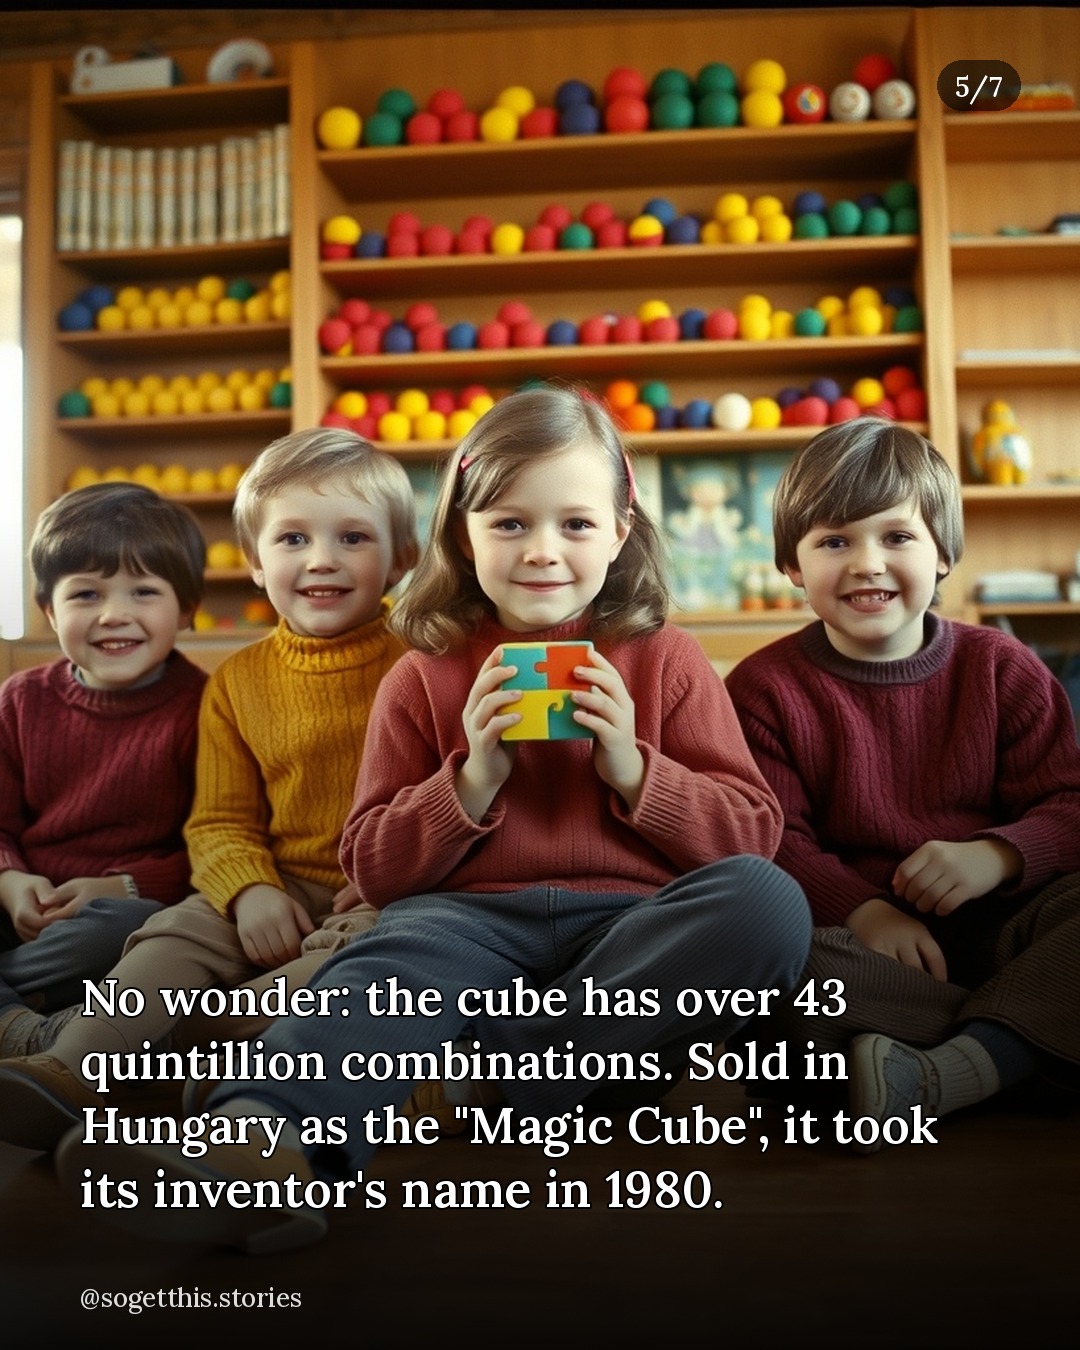 5/7
No wonder: the cube has over 43
quintillion combinations. Sold in
Hungary as the "Magic Cube", it took
its inventor's name in 1980.
@sogetthis.stories